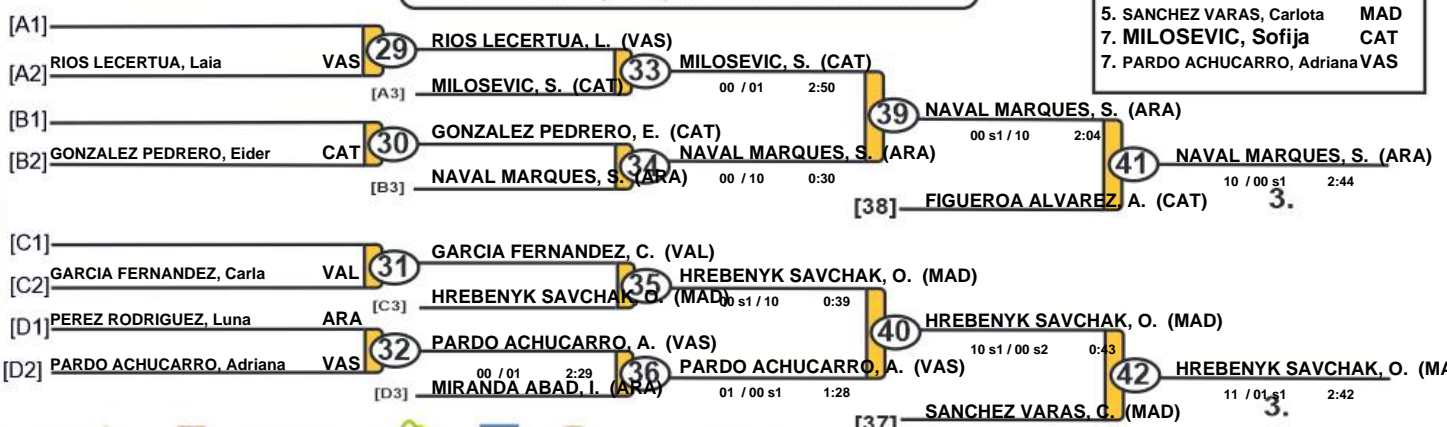 5. SANCHEZ VARAS, Carlota MAD
7. MILOSEVIC, Sofija CAT
7. PARDO ACHUCARRO, Adriana VAS
[A1]
[A2] RIOS LECERTUA, Laia VAS
29
RIOS LECERTUA, L. (VAS)
[A3] MILOSEVIC, S. (CAT)
33
MILOSEVIC, S. (CAT)
00 / 01 2:50
[B1]
[B2] GONZALEZ PEDRERO, Eider CAT
30
GONZALEZ PEDRERO, E. (CAT)
[B3] NAVAL MARQUES, S. (ARA)
34
NAVAL MARQUES, S. (ARA)
00 / 10 0:30
39
NAVAL MARQUES, S. (ARA)
00 s1 / 10 2:04
[38] FIGUEROA ALVAREZ, A. (CAT)
41
NAVAL MARQUES, S. (ARA)
10 / 00 s1 2:44
3.
[C1]
[C2] GARCIA FERNANDEZ, Carla VAL
31
GARCIA FERNANDEZ, C. (VAL)
[C3] HREBENYK SAVCHAK, O. (MAD)
35
HREBENYK SAVCHAK, O. (MAD)
00 s1 / 10 0:39
[D1] PEREZ RODRIGUEZ, Luna ARA
[D2] PARDO ACHUCARRO, Adriana VAS
32
PARDO ACHUCARRO, A. (VAS)
00 / 01 2:29
[D3] MIRANDA ABAD, I. (ARA)
36
PARDO ACHUCARRO, A. (VAS)
01 / 00 s1 1:28
40
HREBENYK SAVCHAK, O. (MAD)
10 s1 / 00 s2 0:43
[37] SANCHEZ VARAS, C. (MAD)
42
HREBENYK SAVCHAK, O. (MA
11 / 01 s1 2:42
3.